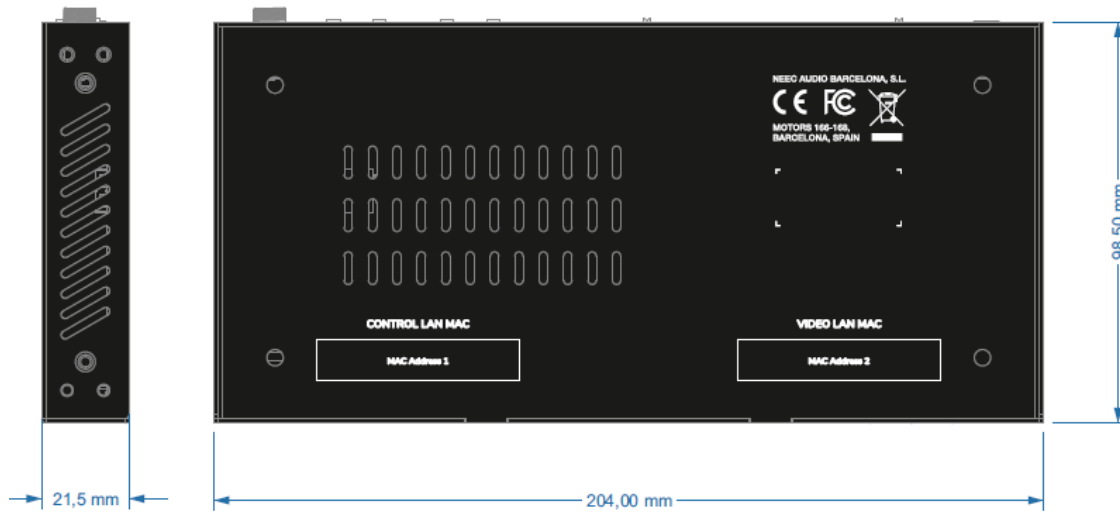 NEEC AUDIO BARCELONA, S.L.
CE FC
MOTORS 166-168,
BARCELONA, SPAIN
98,50 mm
CONTROL LAN MAC
VIDEO LAN MAC
MAC Address 1
MAC Address 2
21,5 mm
204,00 mm